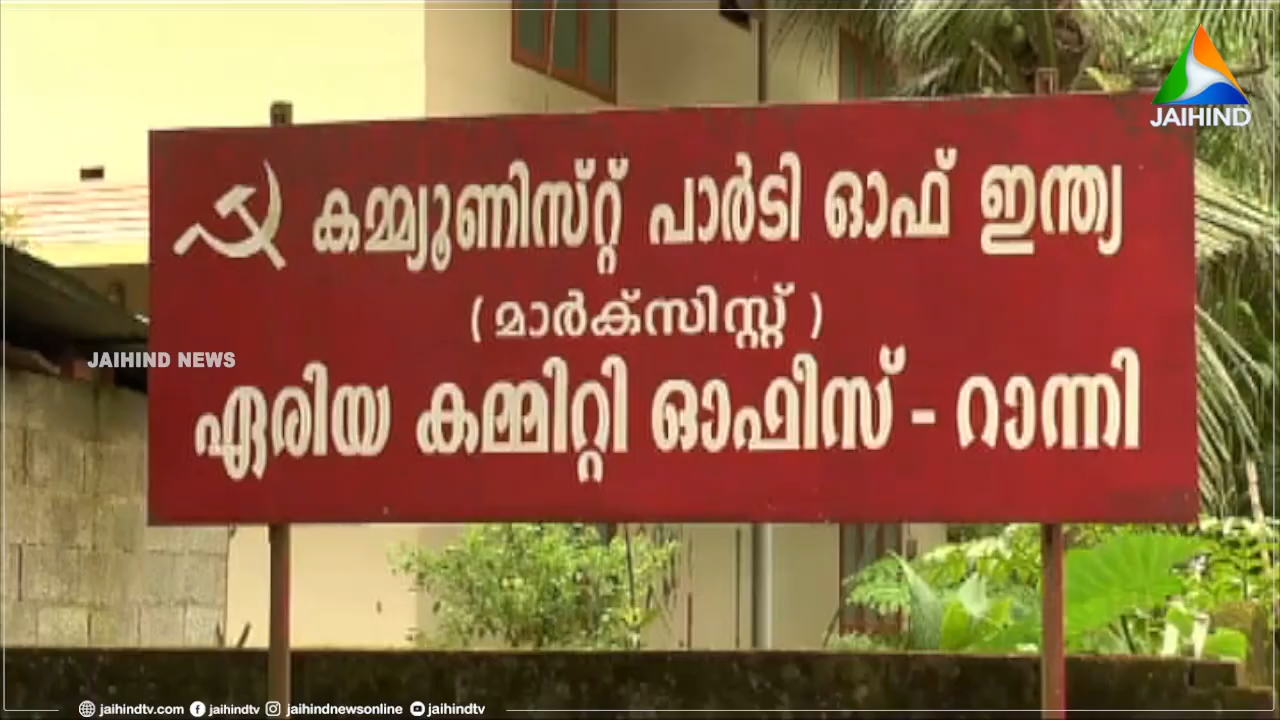 JAIHIND
കമ്മ്യൂണിസ്റ്റ് പാർടി ഓഫ് ഇന്ത്യ
(മാർക്സിസ്റ്റ്)
JAIHIND NEWS
ഏരിയ കമ്മിറ്റി ഓഫീസ് - റാന്നി
jaihindtv.com jaihindtv jaihindnewsonline jaihindtv